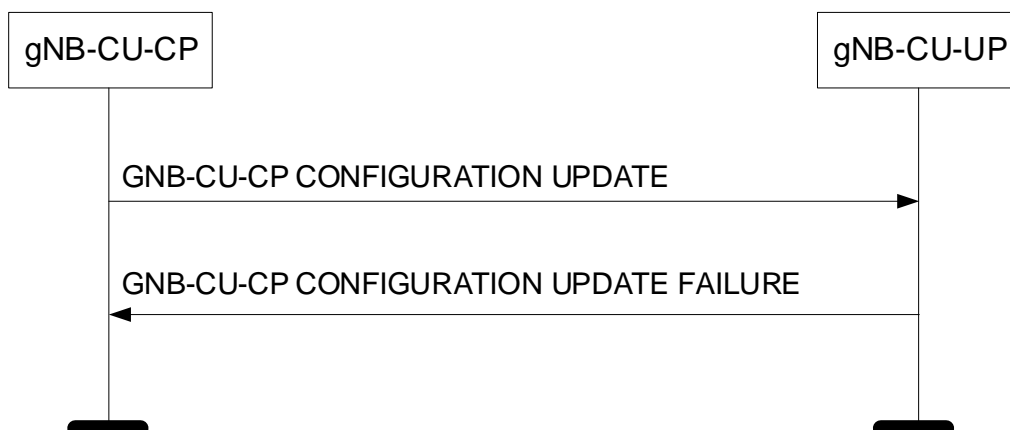 gNB-CU-CP
gNB-CU-UP
GNB-CU-CP CONFIGURATION UPDATE
GNB-CU-CP CONFIGURATION UPDATE FAILURE